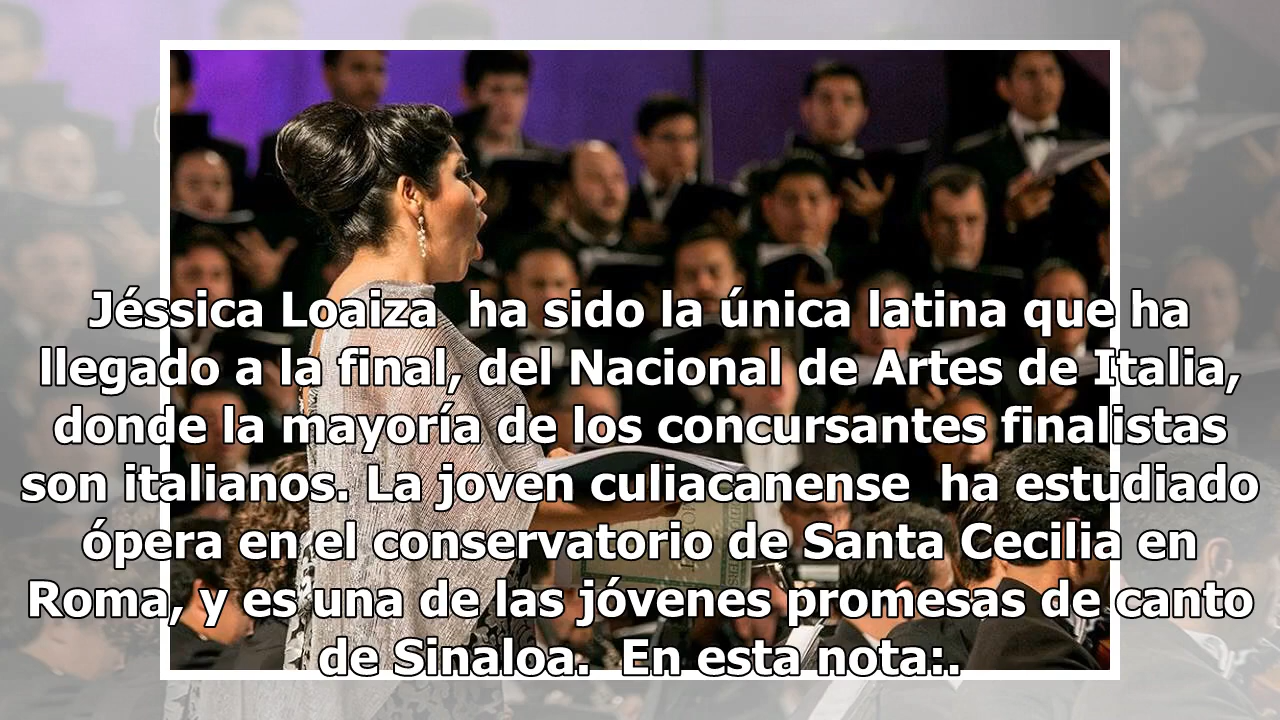 Jéssica Loaiza  ha sido la única latina que ha
llegado a la final, del Nacional de Artes de Italia,
donde la mayoría de los concursantes finalistas
son italianos. La joven culiacanense  ha estudiado
ópera en el conservatorio de Santa Cecilia en
Roma, y es una de las jóvenes promesas de canto
de Sinaloa.  En esta nota:.